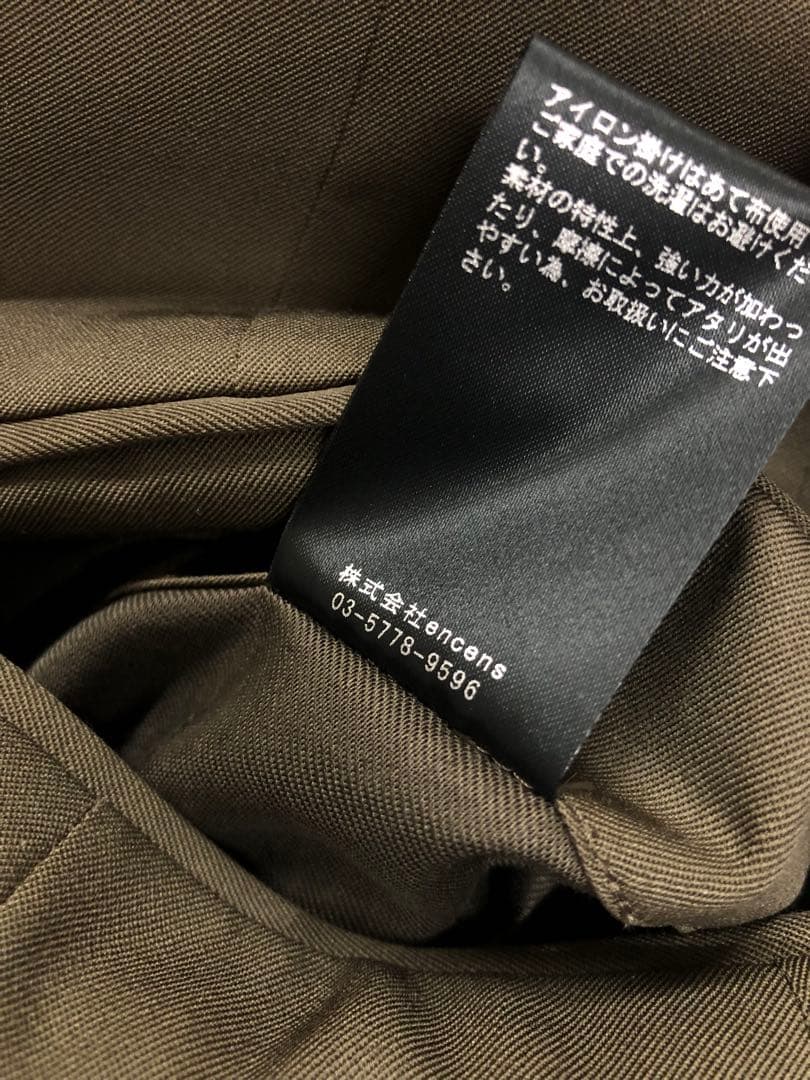 アイロン掛けはあて布使用
ご家庭での洗濯はお避けくだ
い。
素材の特性上、強い力が加わっ
たり、摩擦によってアタリが出
やすい為、お取扱いにご注意下
さい。
株式会社encens
03-5778-9596